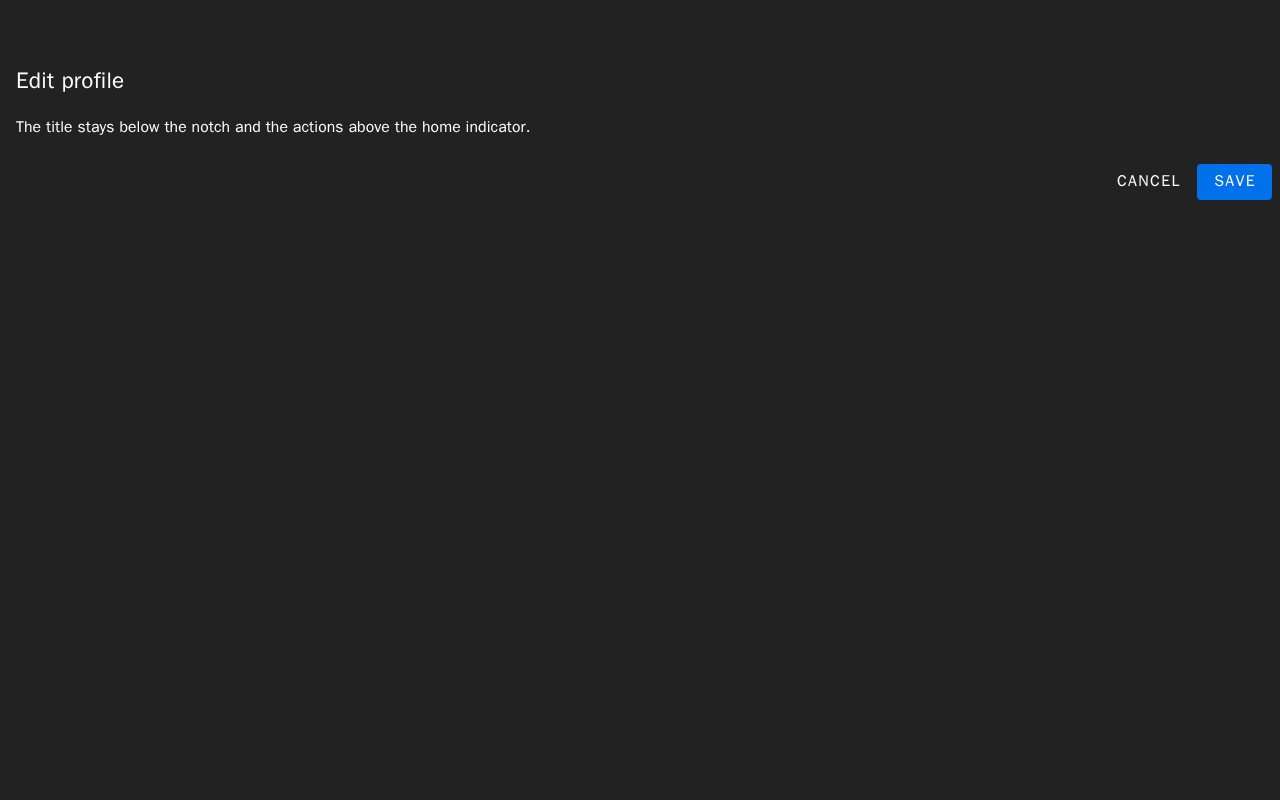 Edit profile
The title stays below the notch and the actions above the home indicator.
CANCEL SAVE